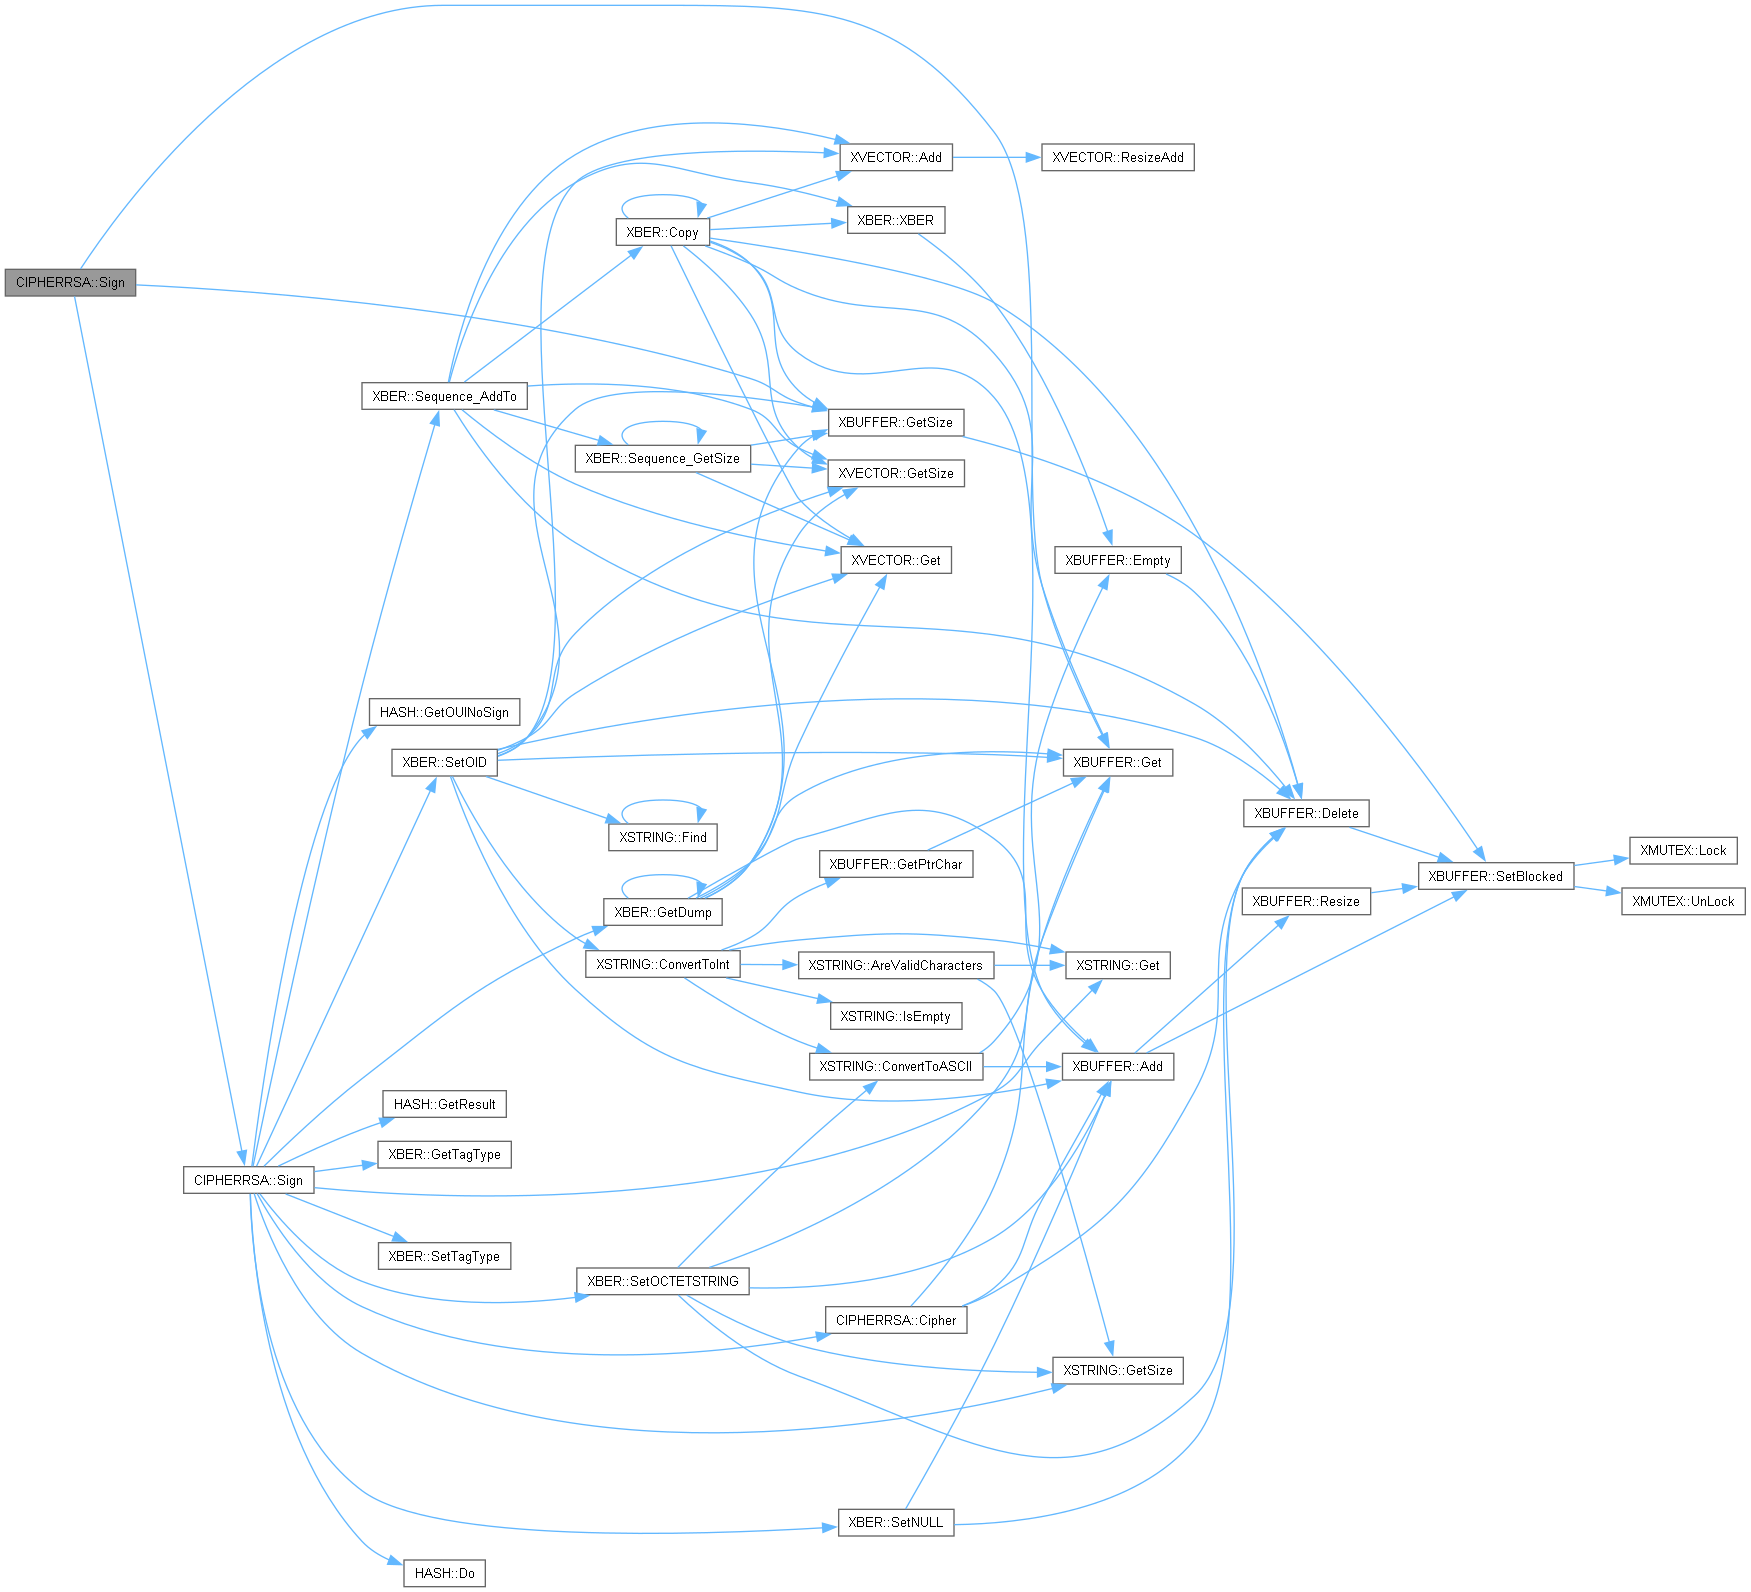 CIPHERRSA::Sign
XVECTOR::Add
XVECTOR::ResizeAdd
XBER::XBER
XBER::Copy
XBER::Sequence_AddTo
XBUFFER::GetSize
XBER::Sequence_GetSize
XVECTOR::GetSize
XVECTOR::Get
XBUFFER::Empty
HASH::GetOUINoSign
XBER::SetOID
XBUFFER::Get
XBUFFER::Delete
XSTRING::Find
XMUTEX::Lock
XBUFFER::GetPtrChar
XBUFFER::SetBlocked
XBUFFER::Resize
XMUTEX::UnLock
XBER::GetDump
XSTRING::ConvertToInt
XSTRING::AreValidCharacters
XSTRING::Get
XSTRING::IsEmpty
XSTRING::ConvertToASCII
XBUFFER::Add
HASH::GetResult
XBER::GetTagType
CIPHERRSA::Sign
XBER::SetTagType
XBER::SetOCTETSTRING
CIPHERRSA::Cipher
XSTRING::GetSize
XBER::SetNULL
HASH::Do